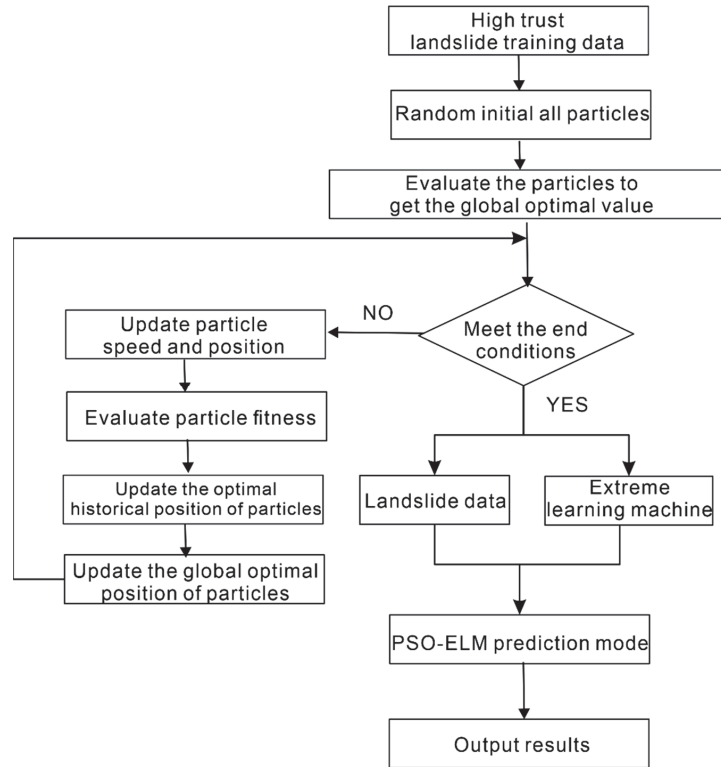 High trust
landslide training data
Random initial all particles
Evaluate the particles to
get the global optimal value
Meet the end
conditions
NO
Update particle
speed and position
Evaluate particle fitness
Update the optimal
historical position of particles
Update the global optimal
position of particles
YES
Landslide data
Extreme
learning machine
PSO-ELM prediction mode
Output results